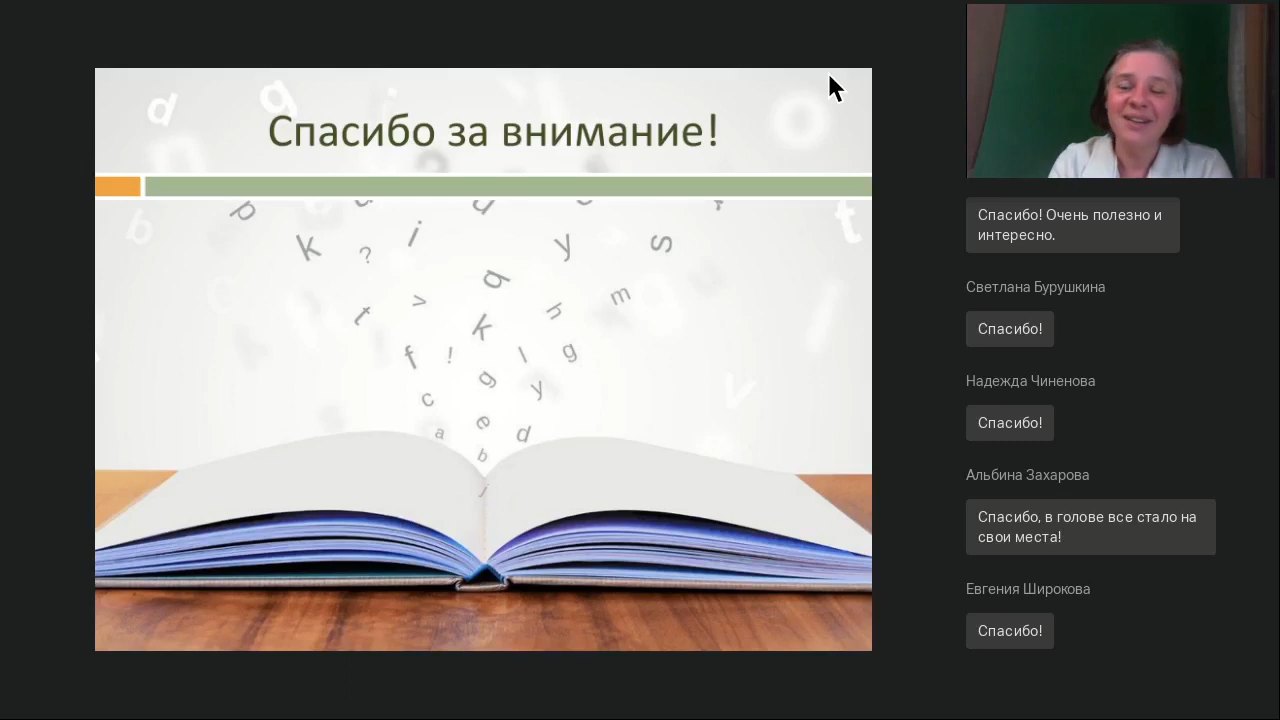 Спасибо за внимание!
Спасибо! Очень полезно и
интересно.
Светлана Бурушкина
Спасибо!
Надежда Чиненова
Спасибо!
Альбина Захарова
Спасибо, в голове все стало на
свои места!
Евгения Широкова
Спасибо!